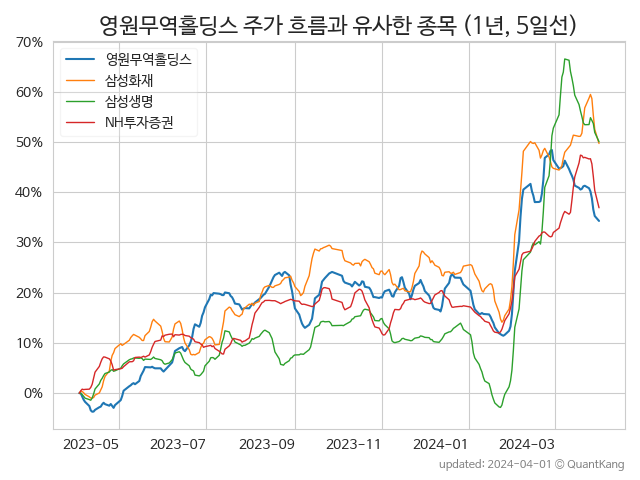 영원무역홀딩스 주가 흐름과 유사한 종목 (1년, 5일선)
70%
60%
50%
40%
30%
20%
10%
0%
영원무역홀딩스
삼성화재
삼성생명
NH투자증권
2023-05 2023-07 2023-09 2023-11 2024-01 2024-03
updated: 2024-04-01 © QuantKang